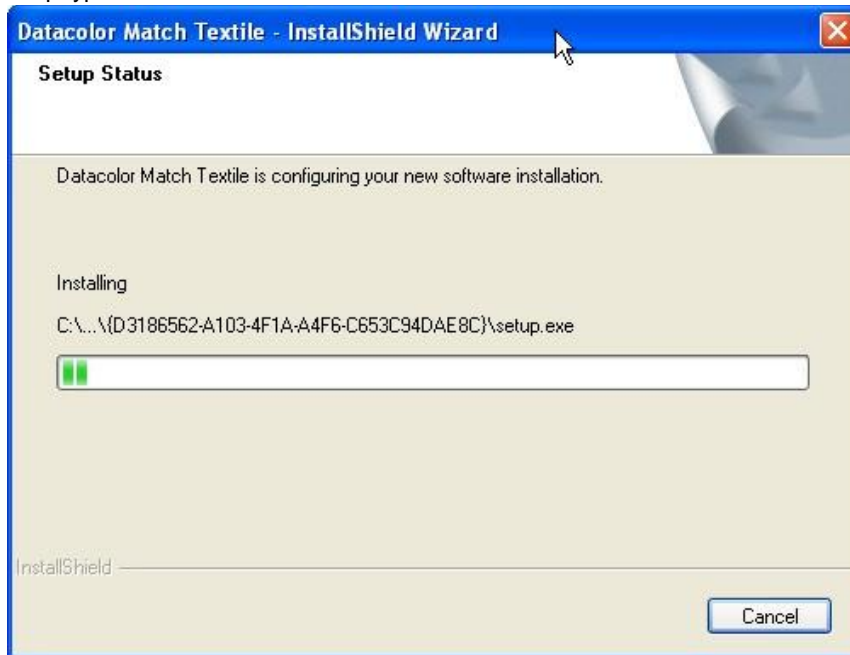 Datacolor Match Textile - InstallShield Wizard
Setup Status
Datacolor Match Textile is configuring your new software installation.
Installing
C:\...\{D3186562-A103-4F1A-A4F6-C653C94DAE8C}\setup.exe
InstallShield
Cancel